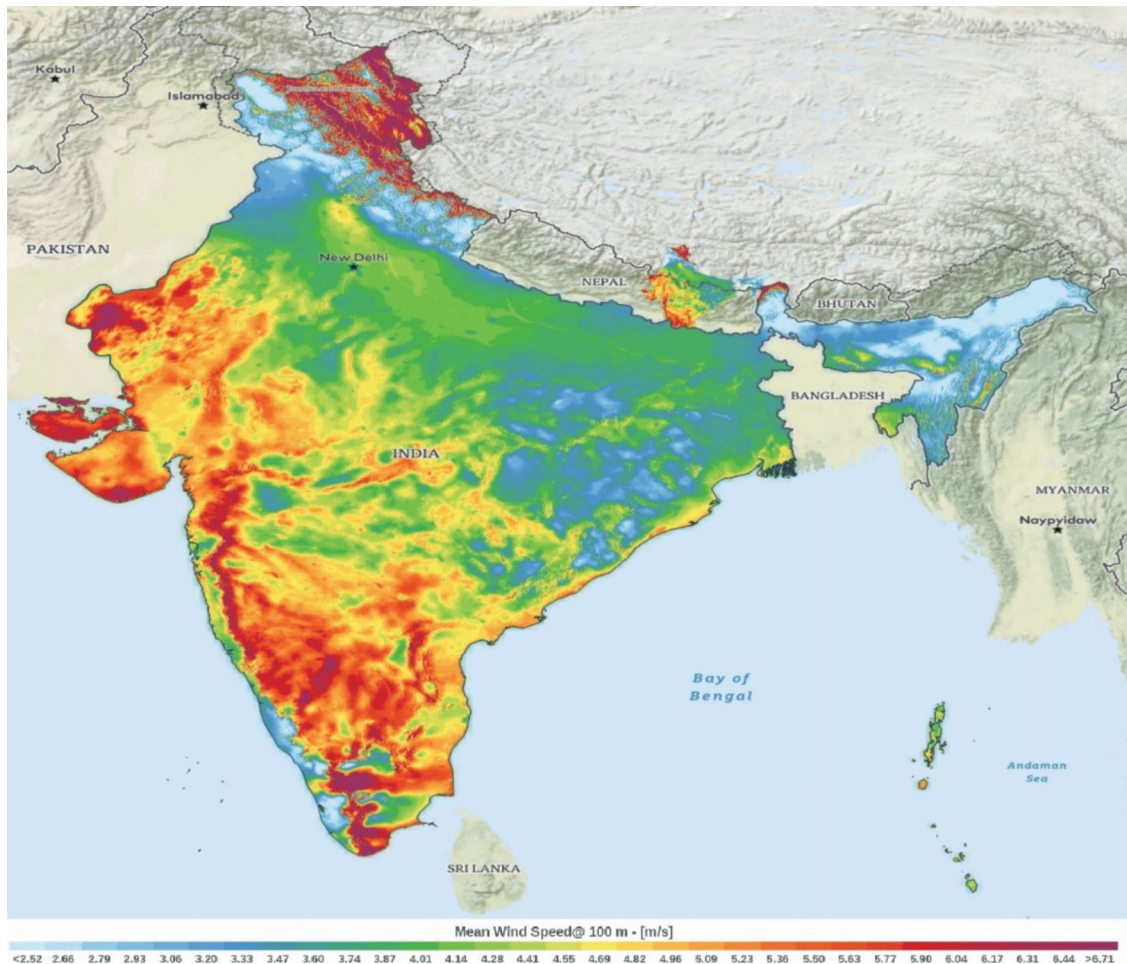 Kabul
Islamabad
PAKISTAN
New Delhi
NEPAL
BHUTAN
BANGLADESH
INDIA
MYANMAR
Naypyidaw
Bay of
Bengal
Andaman
Sea
SRI LANKA
Mean Wind Speed@ 100 m - [m/s]
<2.52 2.66 2.79 2.93 3.06 3.20 3.33 3.47 3.60 3.74 3.87 4.01 4.14 4.28 4.41 4.55 4.69 4.82 4.96 5.09 5.23 5.36 5.50 5.63 5.77 5.90 6.04 6.17 6.31 6.44 >6.71